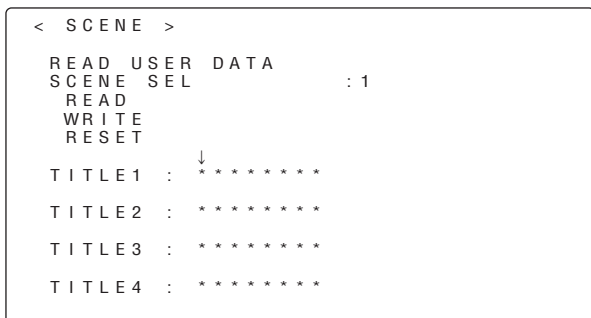 < SCENE >
READ USER DATA
SCENE SEL :1
READ
WRITE
RESET
↓
TITLE1 : ********
TITLE2 : ********
TITLE3 : ********
TITLE4 : ********